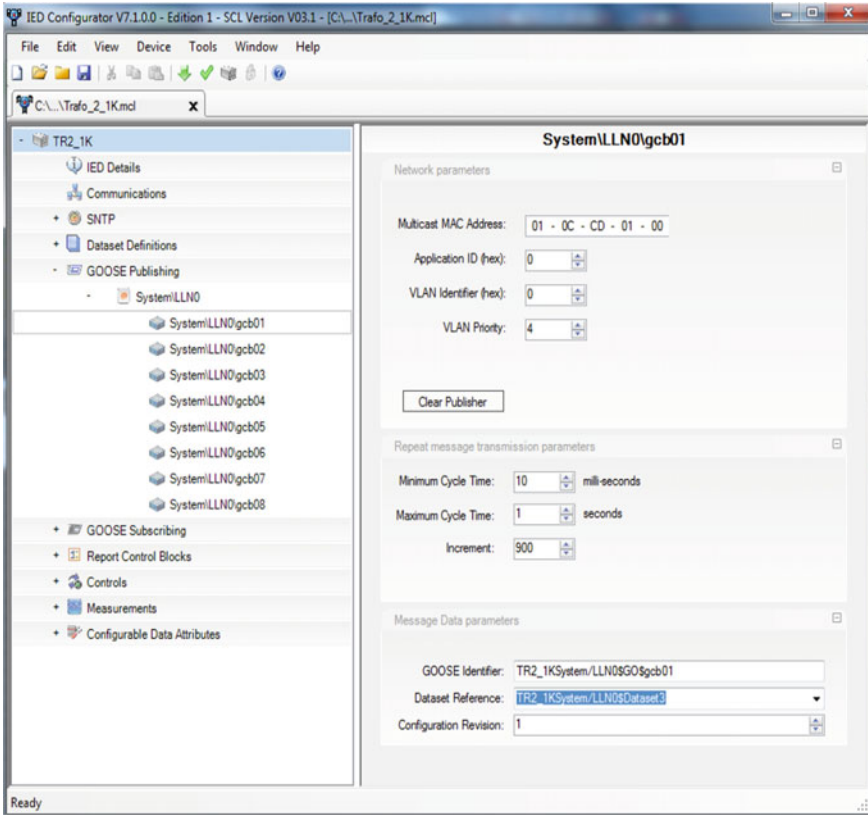 IED Configurator V7.1.0.0 - Edition 1 - SCL Version V03.1 - [C:\...\Trafo_2_1K.mcl]
File Edit View Device Tools Window Help
C:\...\Trafo_2_1K.mcl x
TR2_1K
IED Details
Communications
SNTP
Dataset Definitions
GOOSE Publishing
System\LLN0
System\LLN0\gcb01
System\LLN0\gcb02
System\LLN0\gcb03
System\LLN0\gcb04
System\LLN0\gcb05
System\LLN0\gcb06
System\LLN0\gcb07
System\LLN0\gcb08
GOOSE Subscribing
Report Control Blocks
Controls
Measurements
Configurable Data Attributes
System\LLN0\gcb01
Network parameters
Multicast MAC Address: 01 - 0C - CD - 01 - 00
Application ID (hex): 0
VLAN Identifier (hex): 0
VLAN Priority: 4
Clear Publisher
Repeat message transmission parameters
Minimum Cycle Time: 10 milli-seconds
Maximum Cycle Time: 1 seconds
Increment: 900
Message Data parameters
GOOSE Identifier: TR2_1KSystem/LLN0$GO$gcb01
Dataset Reference: TR2_1KSystem/LLN0$Dataset3
Configuration Revision: 1
Ready